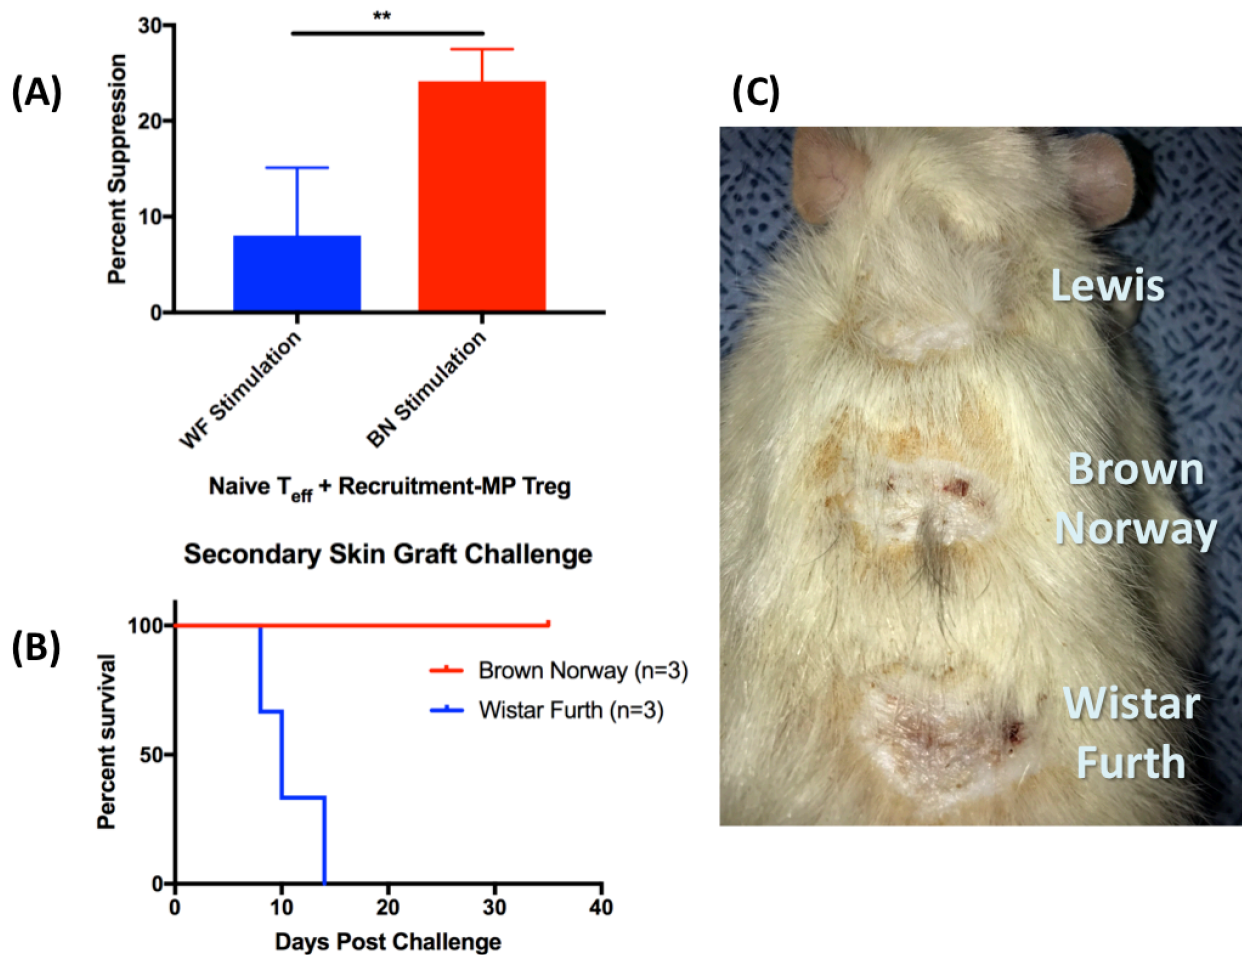 (A)
30
20
10
0
Percent Suppression
**
WF Stimulation
BN Stimulation
Naive Teff + Recruitment-MP Treg
(B)
Secondary Skin Graft Challenge
100
50
0
Percent survival
Brown Norway (n=3)
Wistar Furth (n=3)
0 10 20 30 40
Days Post Challenge
(C)
Lewis
Brown
Norway
Wistar
Furth